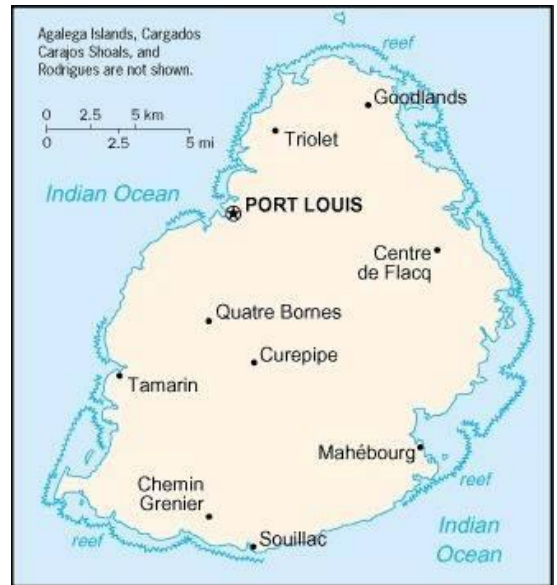 Agalega Islands, Cargados
Carajos Shoals, and
Rodrigues are not shown.
0 2.5 5 km
0 2.5 5 mi
reef
Goodlands
Triolet
Indian Ocean
PORT LOUIS
Centre
de Flacq
Quatre Bornes
Curepipe
Tamarin
Mahébourg
Chemin
Grenier
reef
reef
Souillac
Indian
Ocean